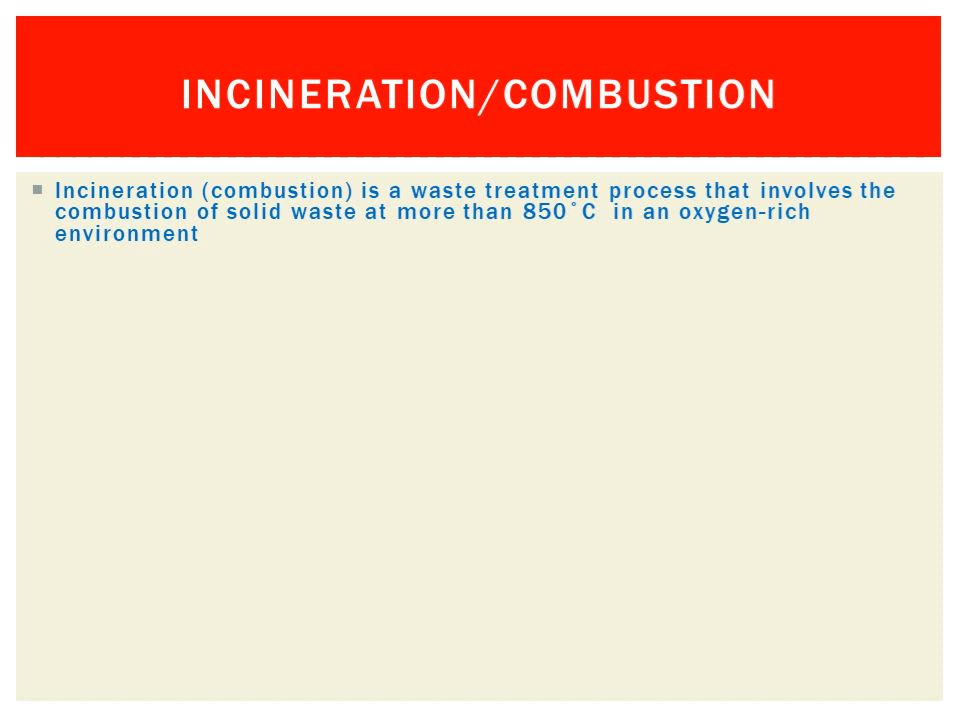 INCINERATION/COMBUSTION
Incineration (combustion) is a waste treatment process that involves the
combustion of solid waste at more than 850˚C  in an oxygen-rich
environment